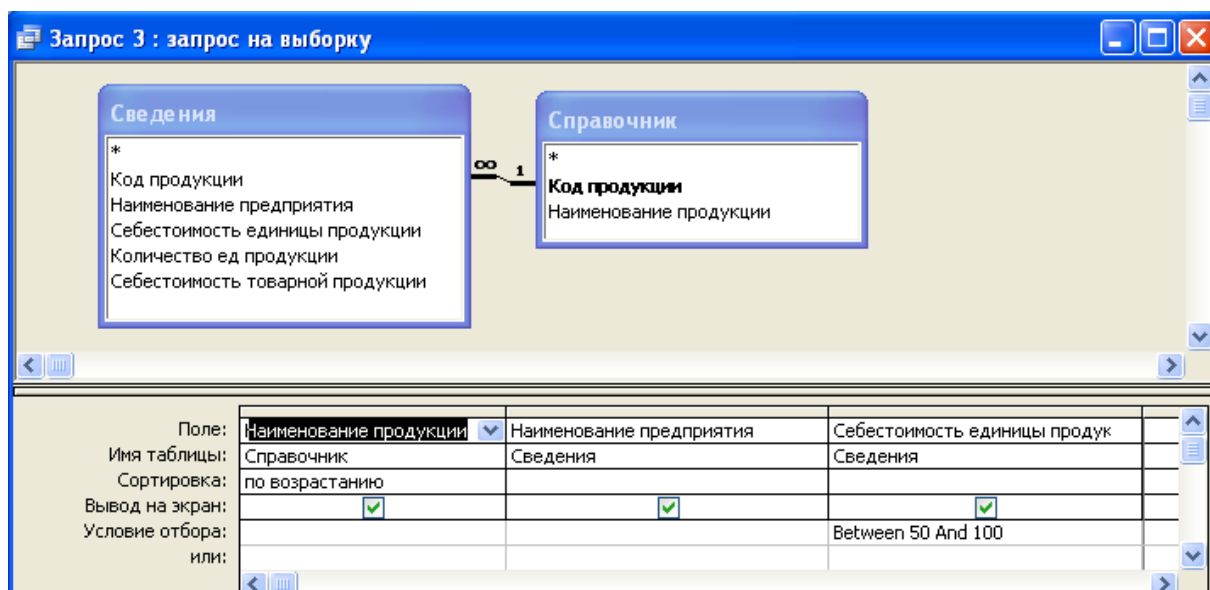 Запрос 3 : запрос на выборку
Сведения
*
Код продукции
Наименование предприятия
Себестоимость единицы продукции
Количество ед продукции
Себестоимость товарной продукции
∞ 1
Справочник
*
Код продукции
Наименование продукции
Поле: Наименование продукции Наименование предприятия Себестоимость единицы продук
Имя таблицы: Справочник Сведения Сведения
Сортировка: по возрастанию
Вывод на экран:
Условие отбора: Between 50 And 100
или: